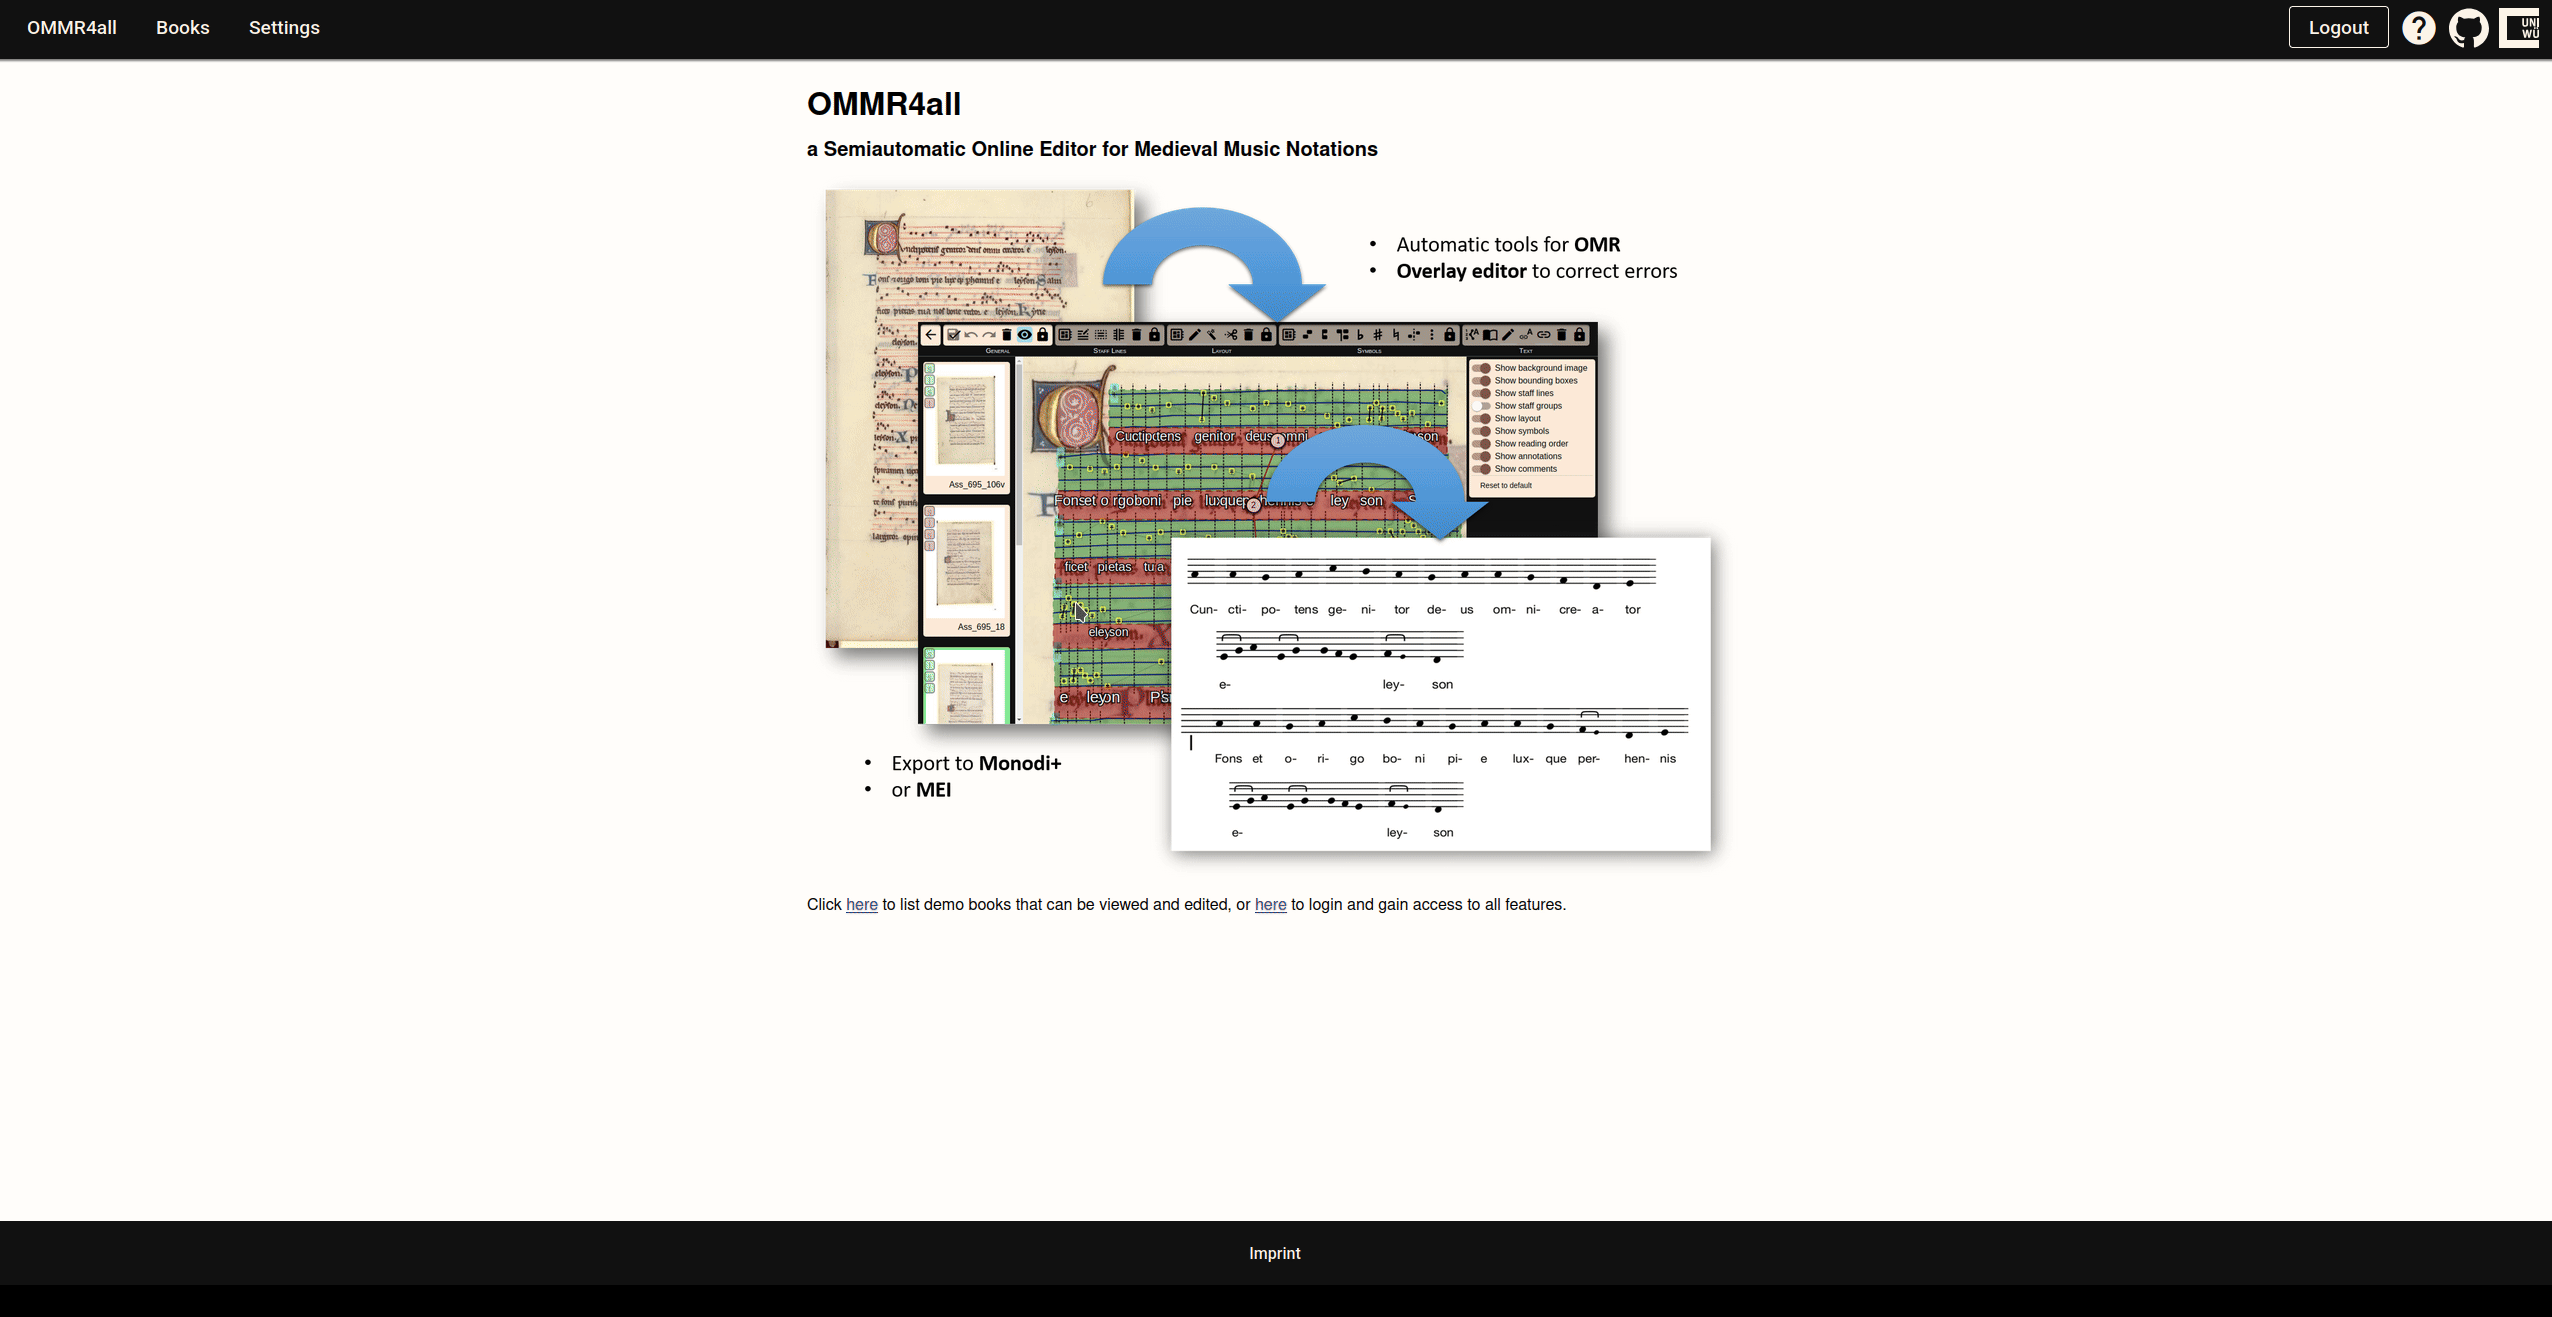 OMMR4all Books Settings Logout ? UNI WÜ
OMMR4all
a Semiautomatic Online Editor for Medieval Music Notations
• Automatic tools for OMR
• Overlay editor to correct errors
General Staff Lines Layout Symbols Text
Show background image
Show bounding boxes
Show staff lines
Show staff groups
Show layout
Show symbols
Show reading order
Show annotations
Show comments
Reset to default
Ass_695_106v
Ass_695_18
Cuctipctens genitor deus omni son
1
Fonset o rgoboni pie luxquep ley son S
2
ficet pietas tua
eleyson
e leyon
Cun- cti- po- tens ge- ni- tor de- us om- ni- cre- a- tor
e- ley- son
Fons et o- ri- go bo- ni pi- e lux- que per- hen- nis
e- ley- son
• Export to Monodi+
• or MEI
Click here to list demo books that can be viewed and edited, or here to login and gain access to all features.
Imprint